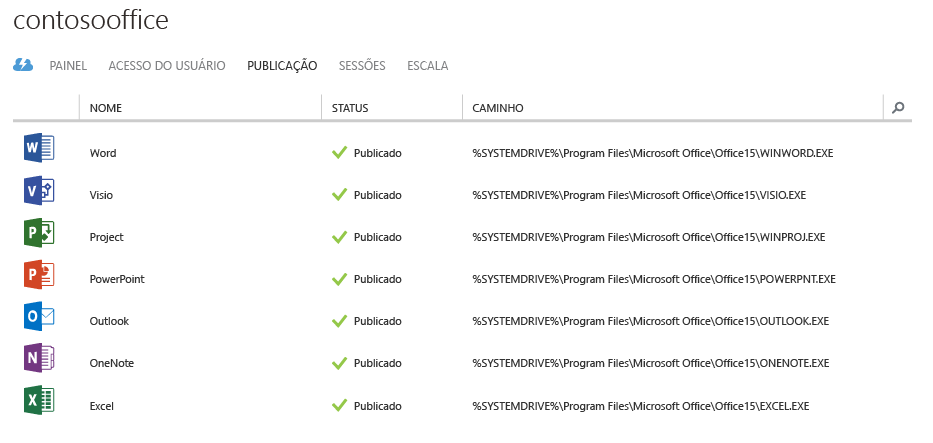 contosooffice
PAINEL ACESSO DO USUÁRIO PUBLICAÇÃO SESSÕES ESCALA
NOME STATUS CAMINHO
W Word Publicado %SYSTEMDRIVE%\Program Files\Microsoft Office\Office15\WINWORD.EXE
V Visio Publicado %SYSTEMDRIVE%\Program Files\Microsoft Office\Office15\VISIO.EXE
P Project Publicado %SYSTEMDRIVE%\Program Files\Microsoft Office\Office15\WINPROJ.EXE
P PowerPoint Publicado %SYSTEMDRIVE%\Program Files\Microsoft Office\Office15\POWERPNT.EXE
O Outlook Publicado %SYSTEMDRIVE%\Program Files\Microsoft Office\Office15\OUTLOOK.EXE
N OneNote Publicado %SYSTEMDRIVE%\Program Files\Microsoft Office\Office15\ONENOTE.EXE
X Excel Publicado %SYSTEMDRIVE%\Program Files\Microsoft Office\Office15\EXCEL.EXE